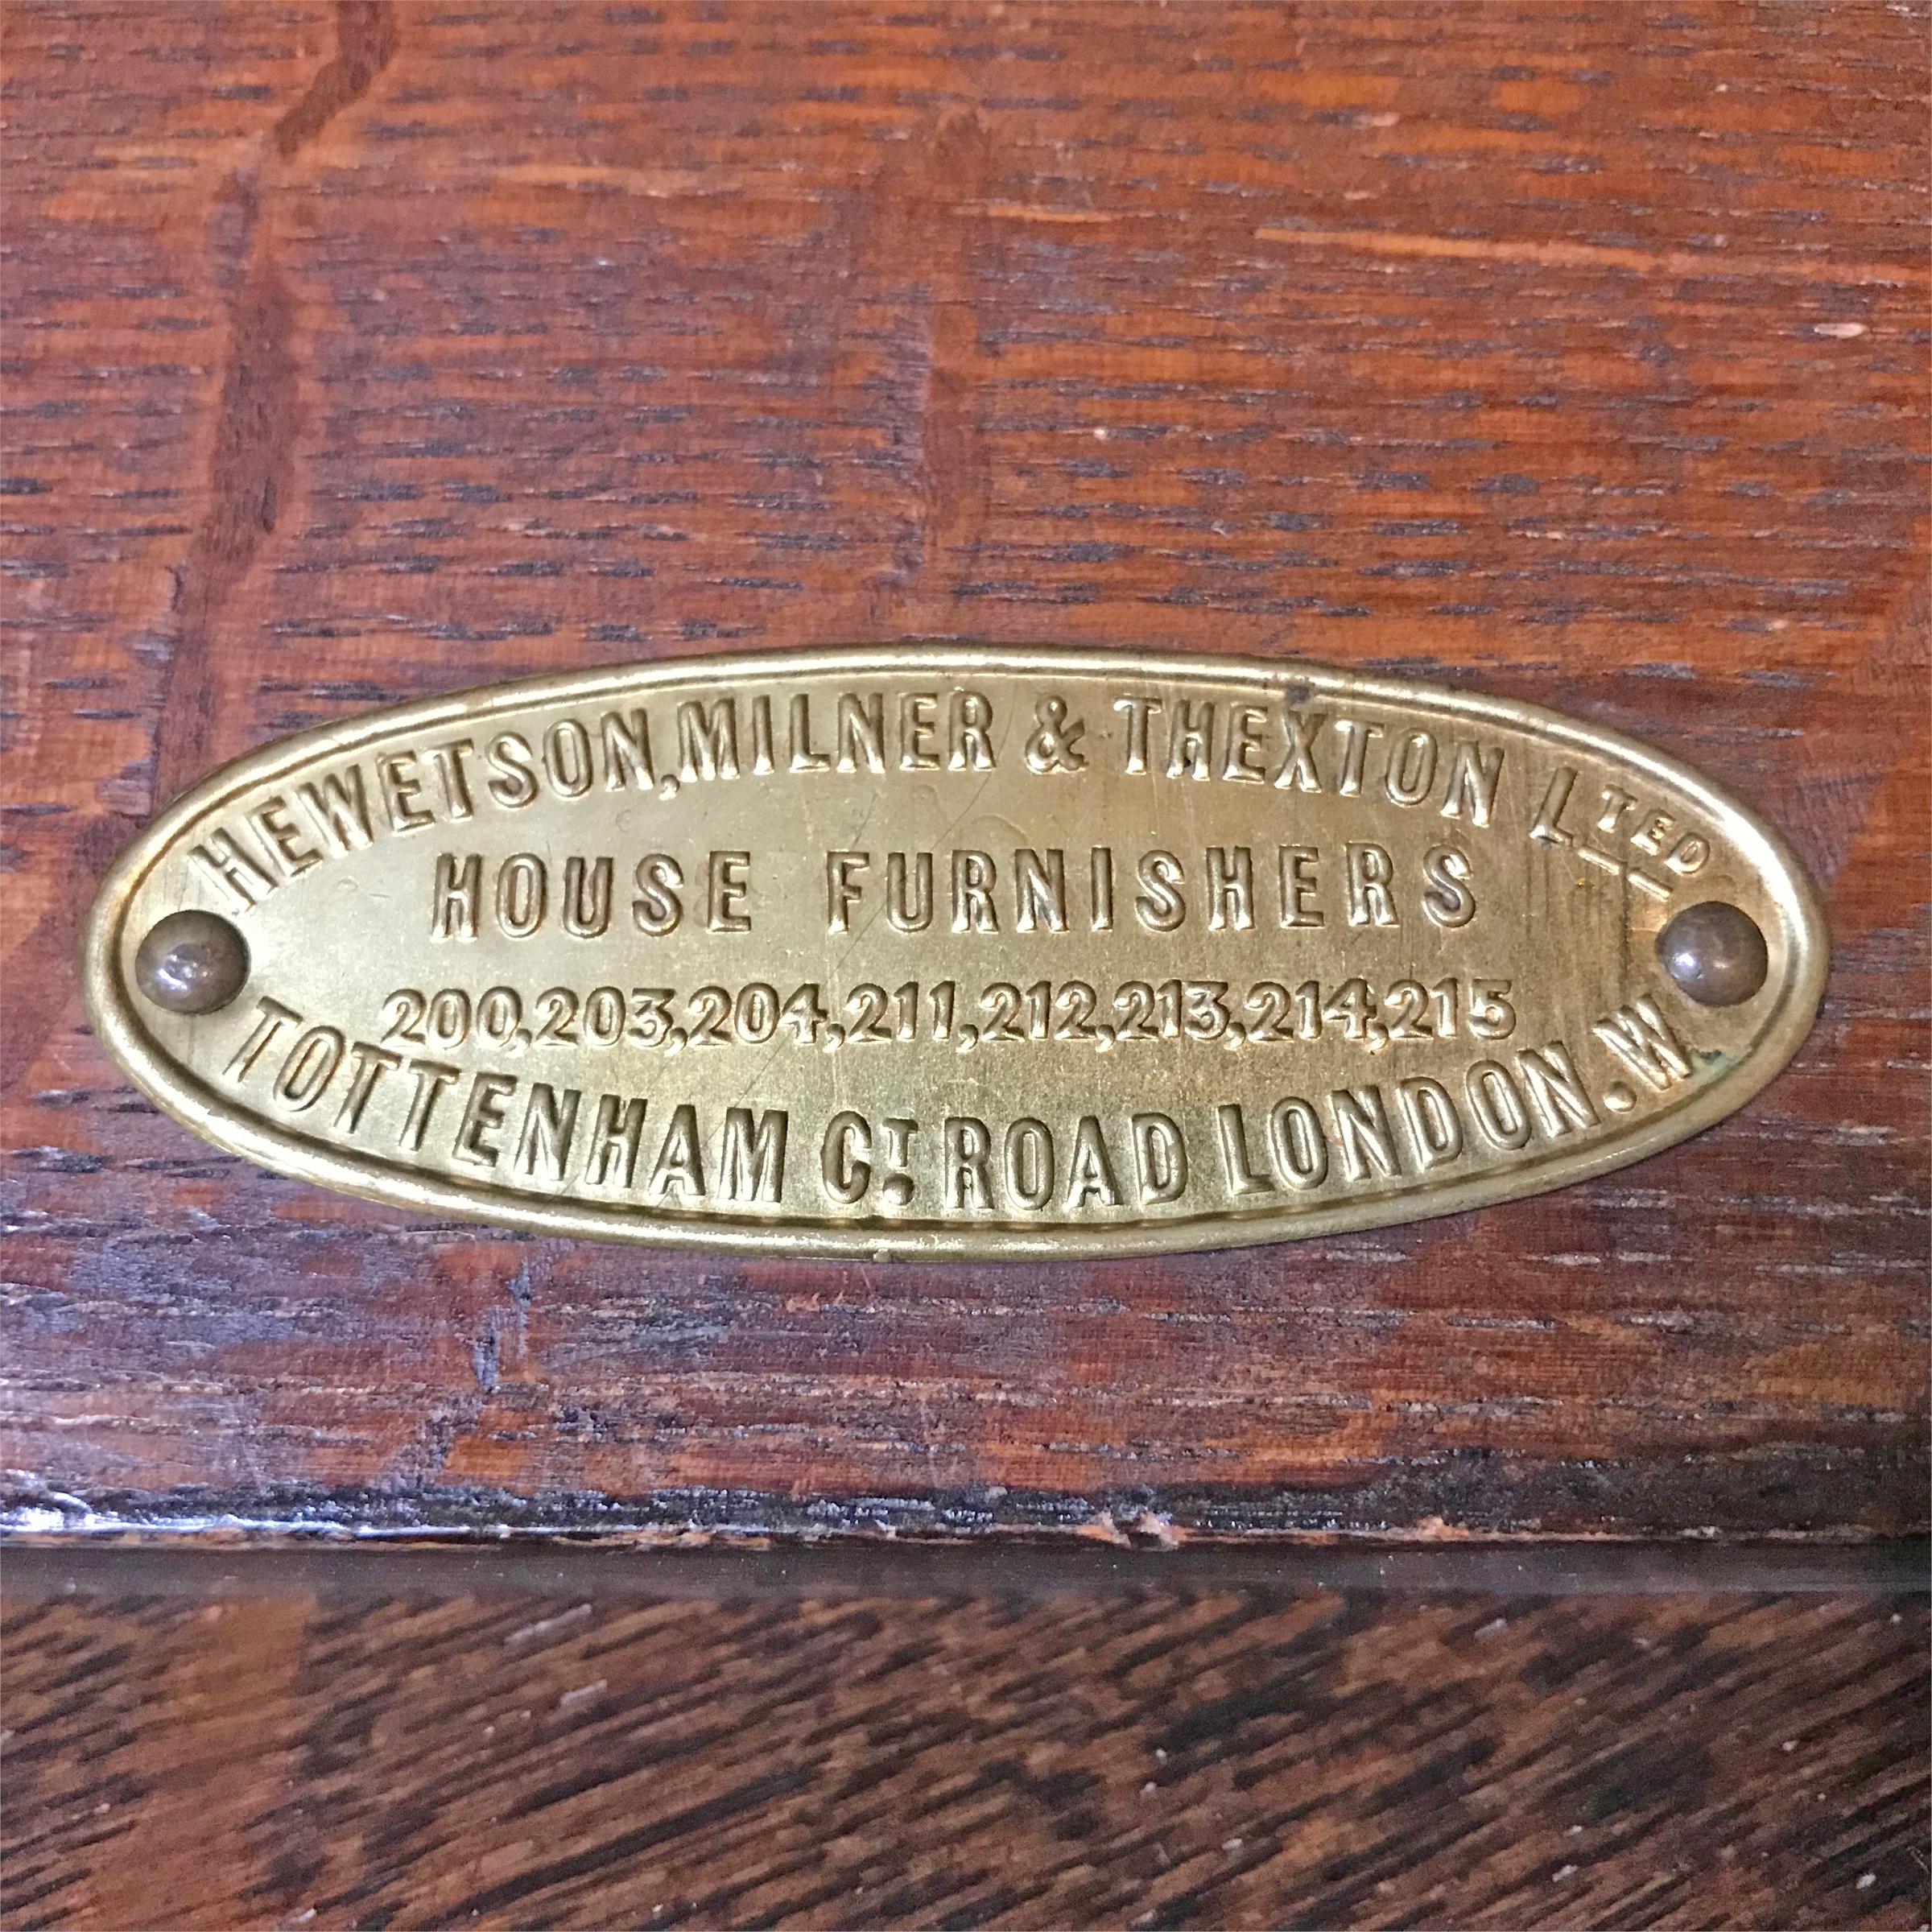 HEWETSON, MILNER & THEXTON LTED
HOUSE FURNISHERS
200,203,204,211,212,213,214,215
TOTTENHAM CT. ROAD LONDON. W